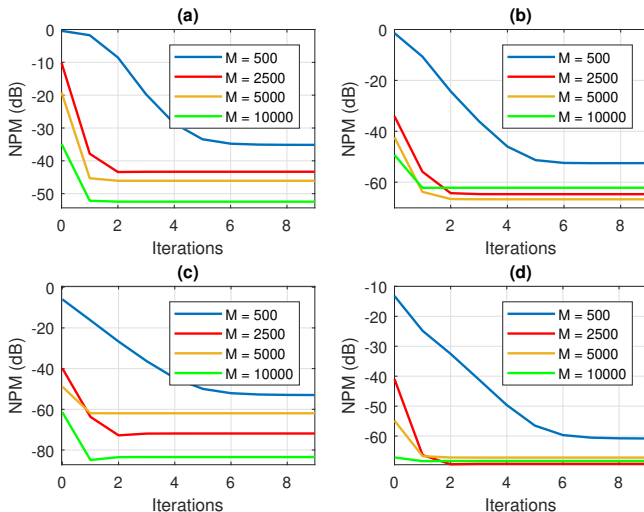 (a)
NPM (dB)
0
-10
-20
-30
-40
-50
0 2 4 6 8
Iterations
M = 500
M = 2500
M = 5000
M = 10000
(b)
NPM (dB)
0
-20
-40
-60
0 2 4 6 8
Iterations
M = 500
M = 2500
M = 5000
M = 10000
(c)
NPM (dB)
0
-20
-40
-60
-80
0 2 4 6 8
Iterations
M = 500
M = 2500
M = 5000
M = 10000
(d)
NPM (dB)
-10
-20
-30
-40
-50
-60
0 2 4 6 8
Iterations
M = 500
M = 2500
M = 5000
M = 10000